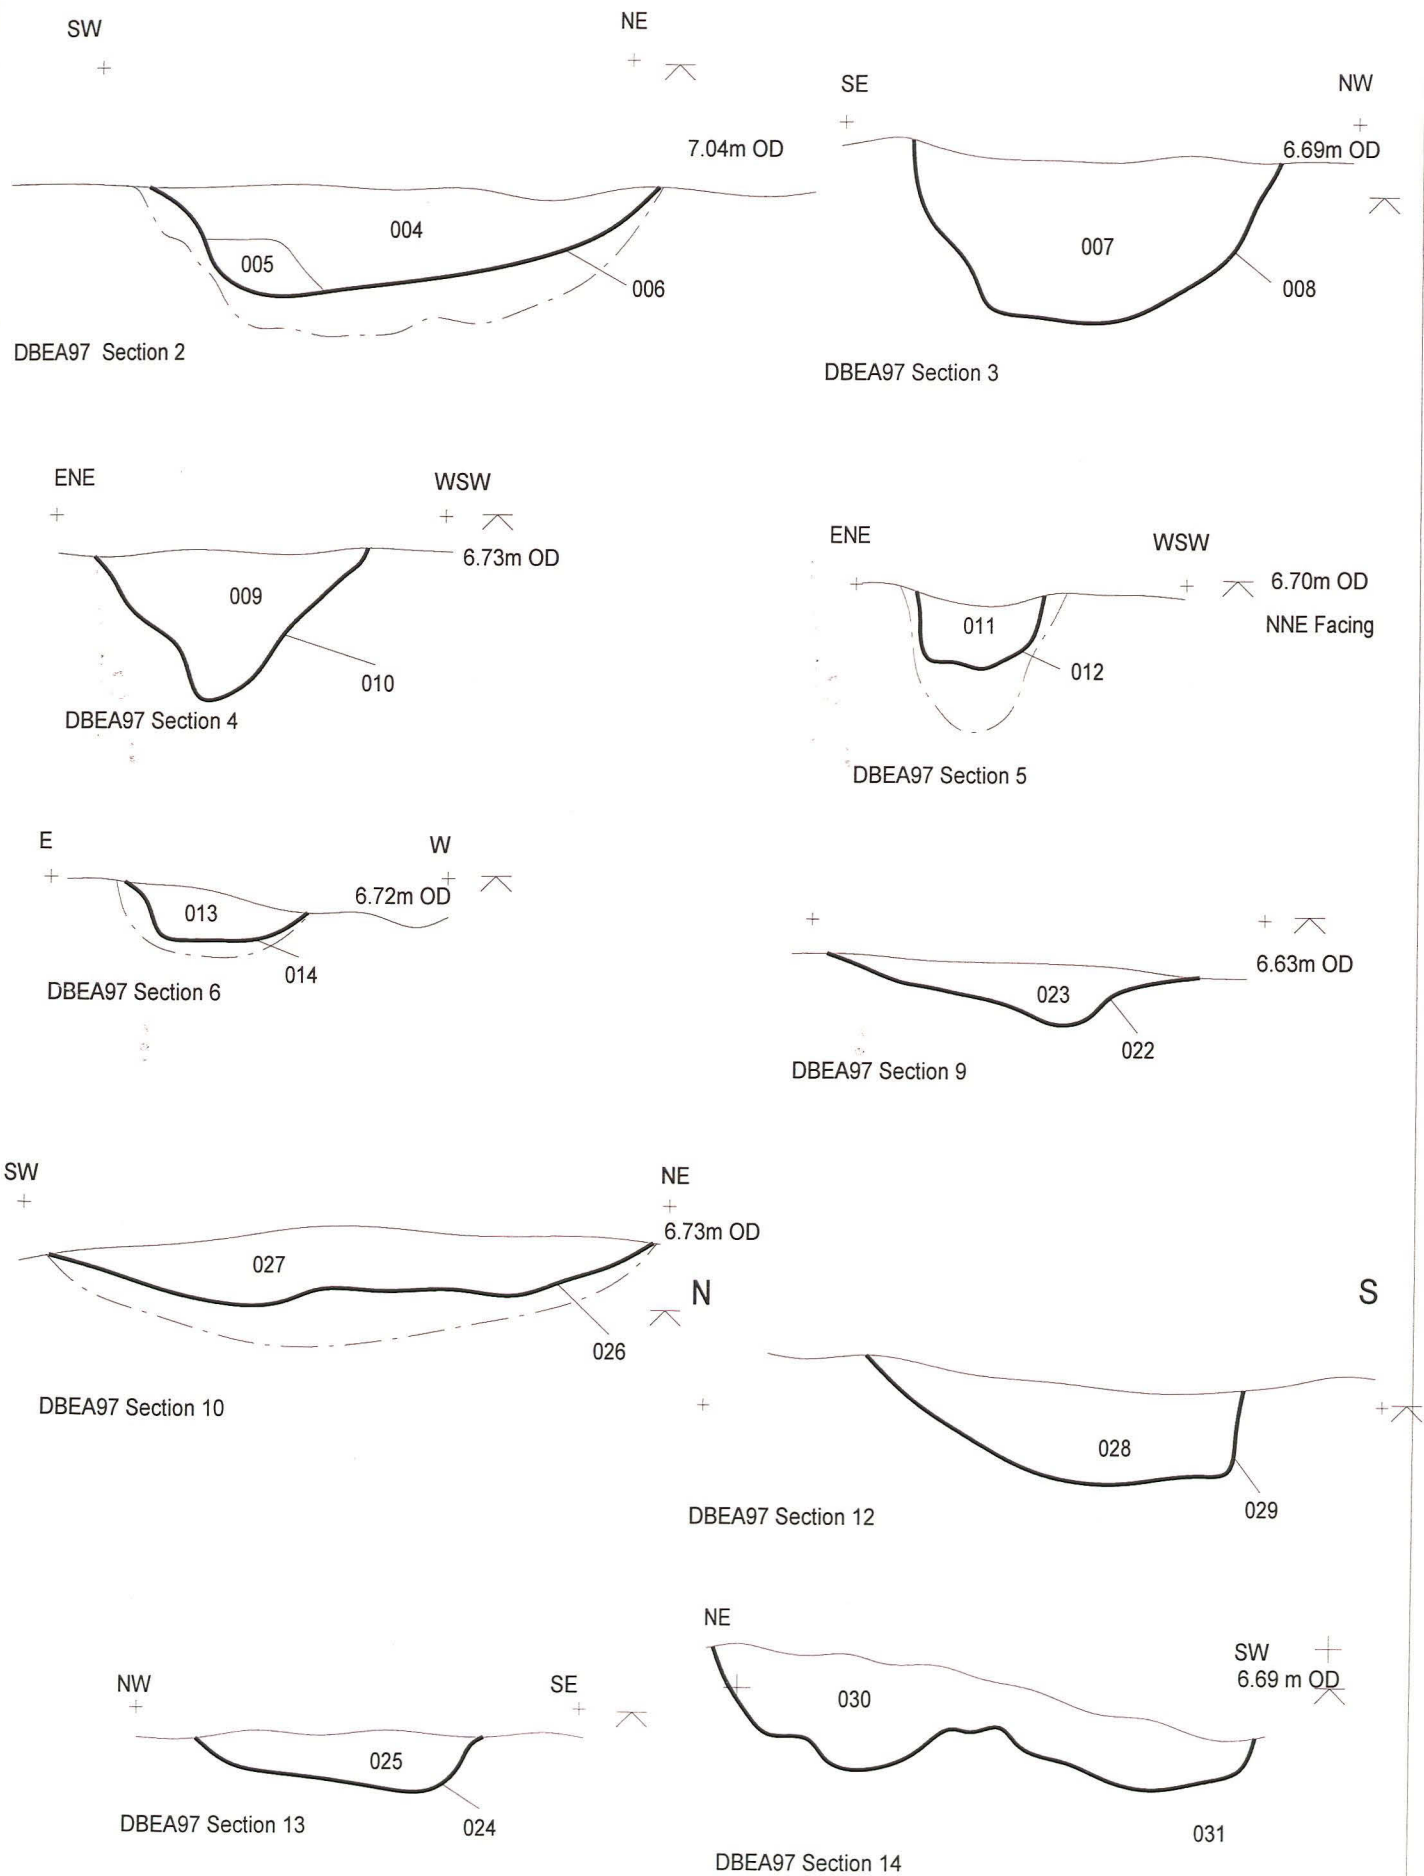 SW
NE
7.04m OD
004
005
006
DBEA97 Section 2
SE
NW
6.69m OD
007
008
DBEA97 Section 3
ENE
WSW
6.73m OD
009
010
DBEA97 Section 4
ENE
WSW
6.70m OD
NNE Facing
011
012
DBEA97 Section 5
E
W
6.72m OD
013
014
DBEA97 Section 6
6.63m OD
023
022
DBEA97 Section 9
SW
NE
6.73m OD
027
026
DBEA97 Section 10
N
S
028
029
DBEA97 Section 12
NW
SE
025
024
DBEA97 Section 13
NE
SW
6.69 m OD
030
031
DBEA97 Section 14